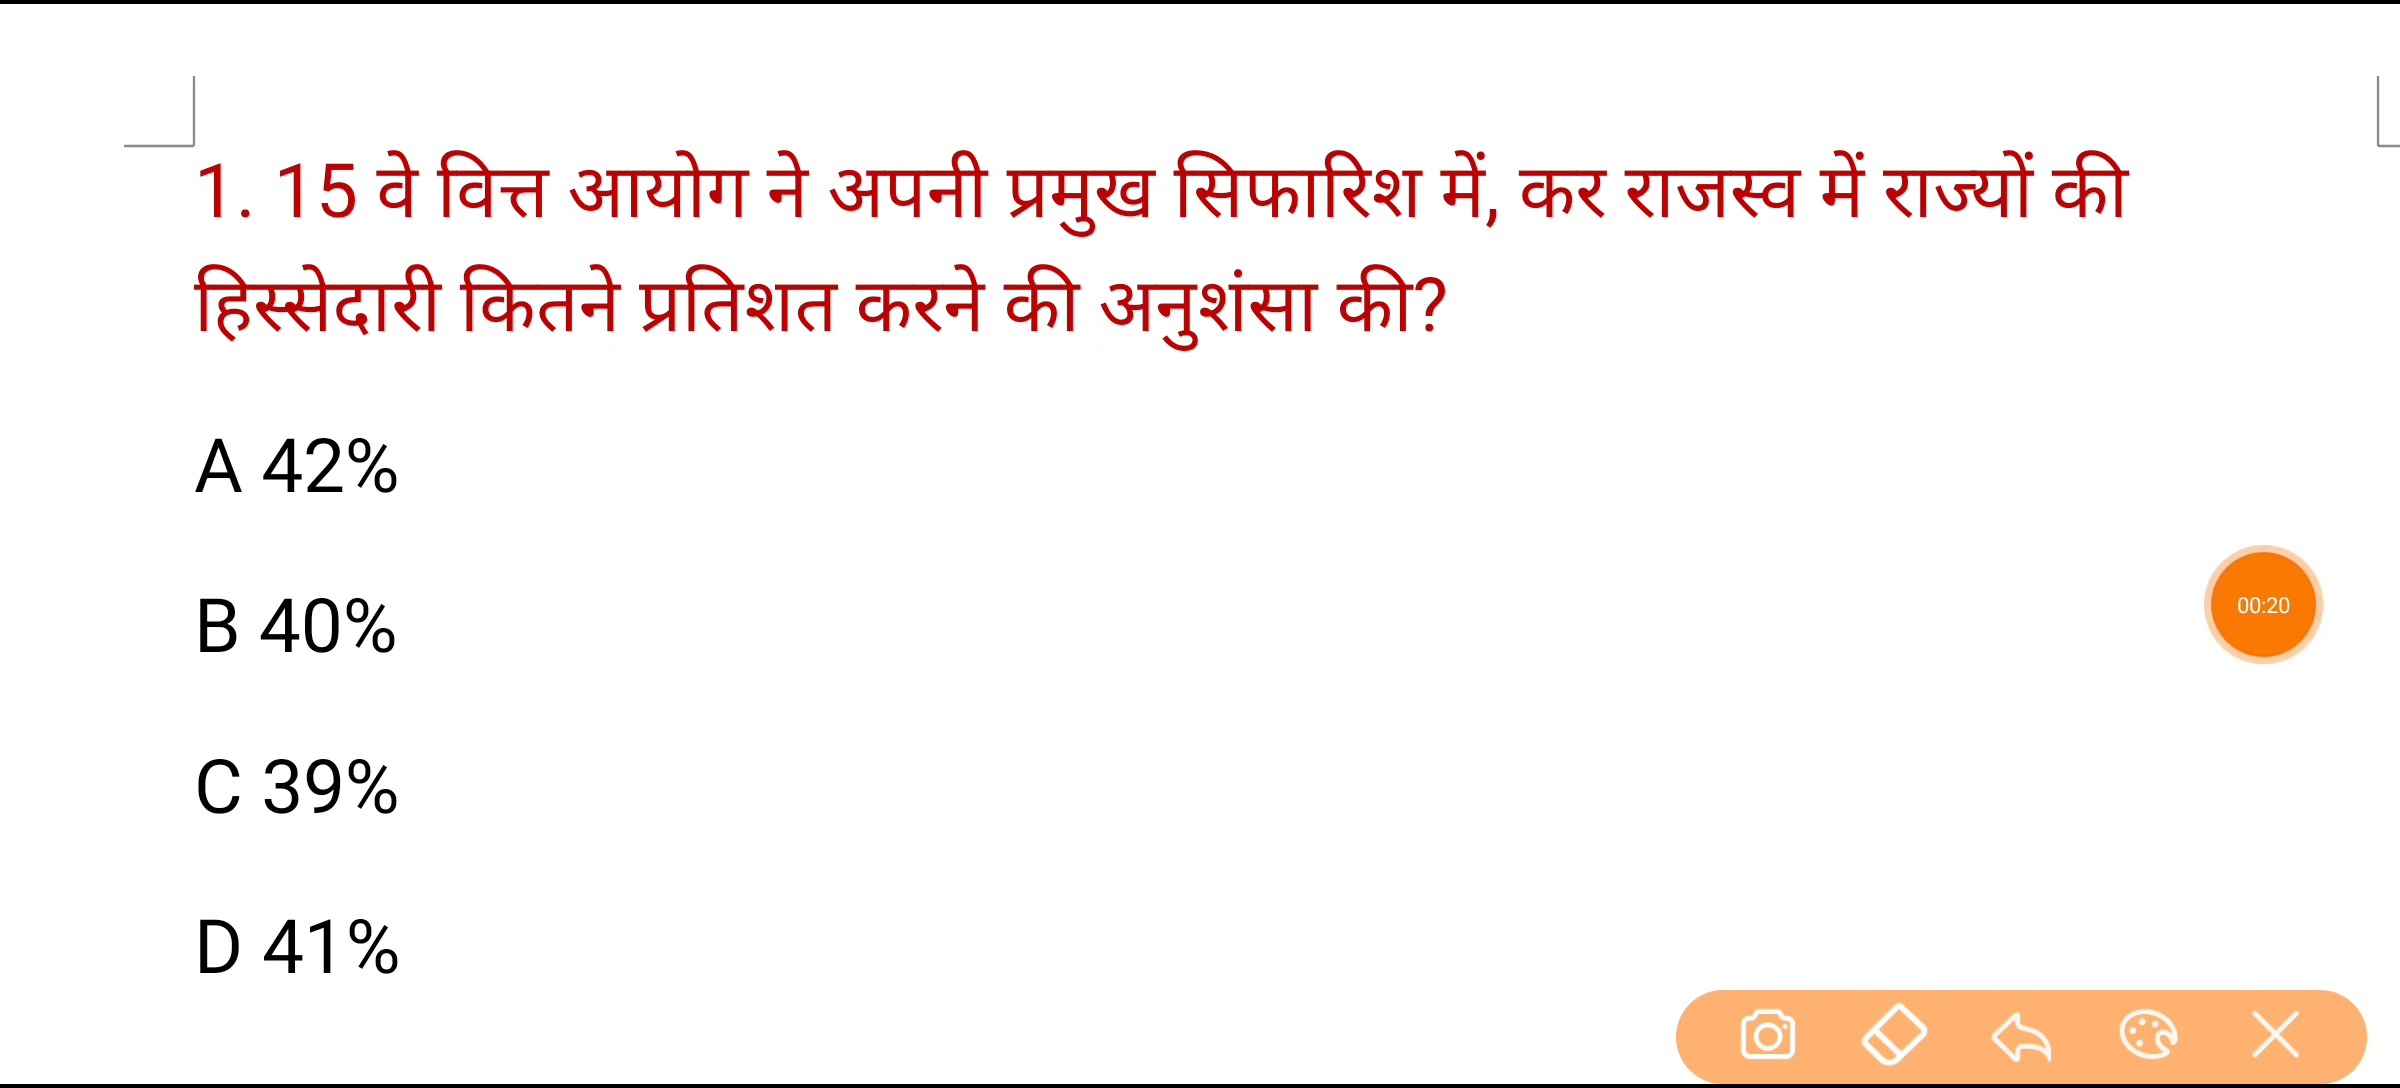 1. 15 वे वित्त आयोग ने अपनी प्रमुख सिफारिश में, कर राजस्व में राज्यों की
हिस्सेदारी कितने प्रतिशत करने की अनुशंसा की?
A 42%
B 40%
00:20
C 39%
D 41%